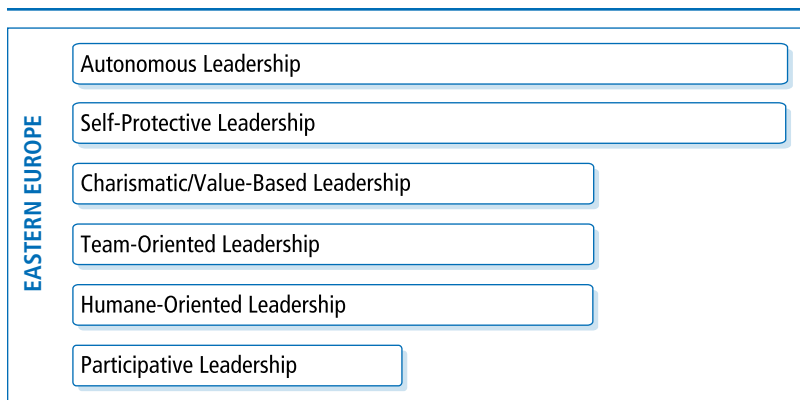 EASTERN EUROPE
Autonomous Leadership
Self-Protective Leadership
Charismatic/Value-Based Leadership
Team-Oriented Leadership
Humane-Oriented Leadership
Participative Leadership